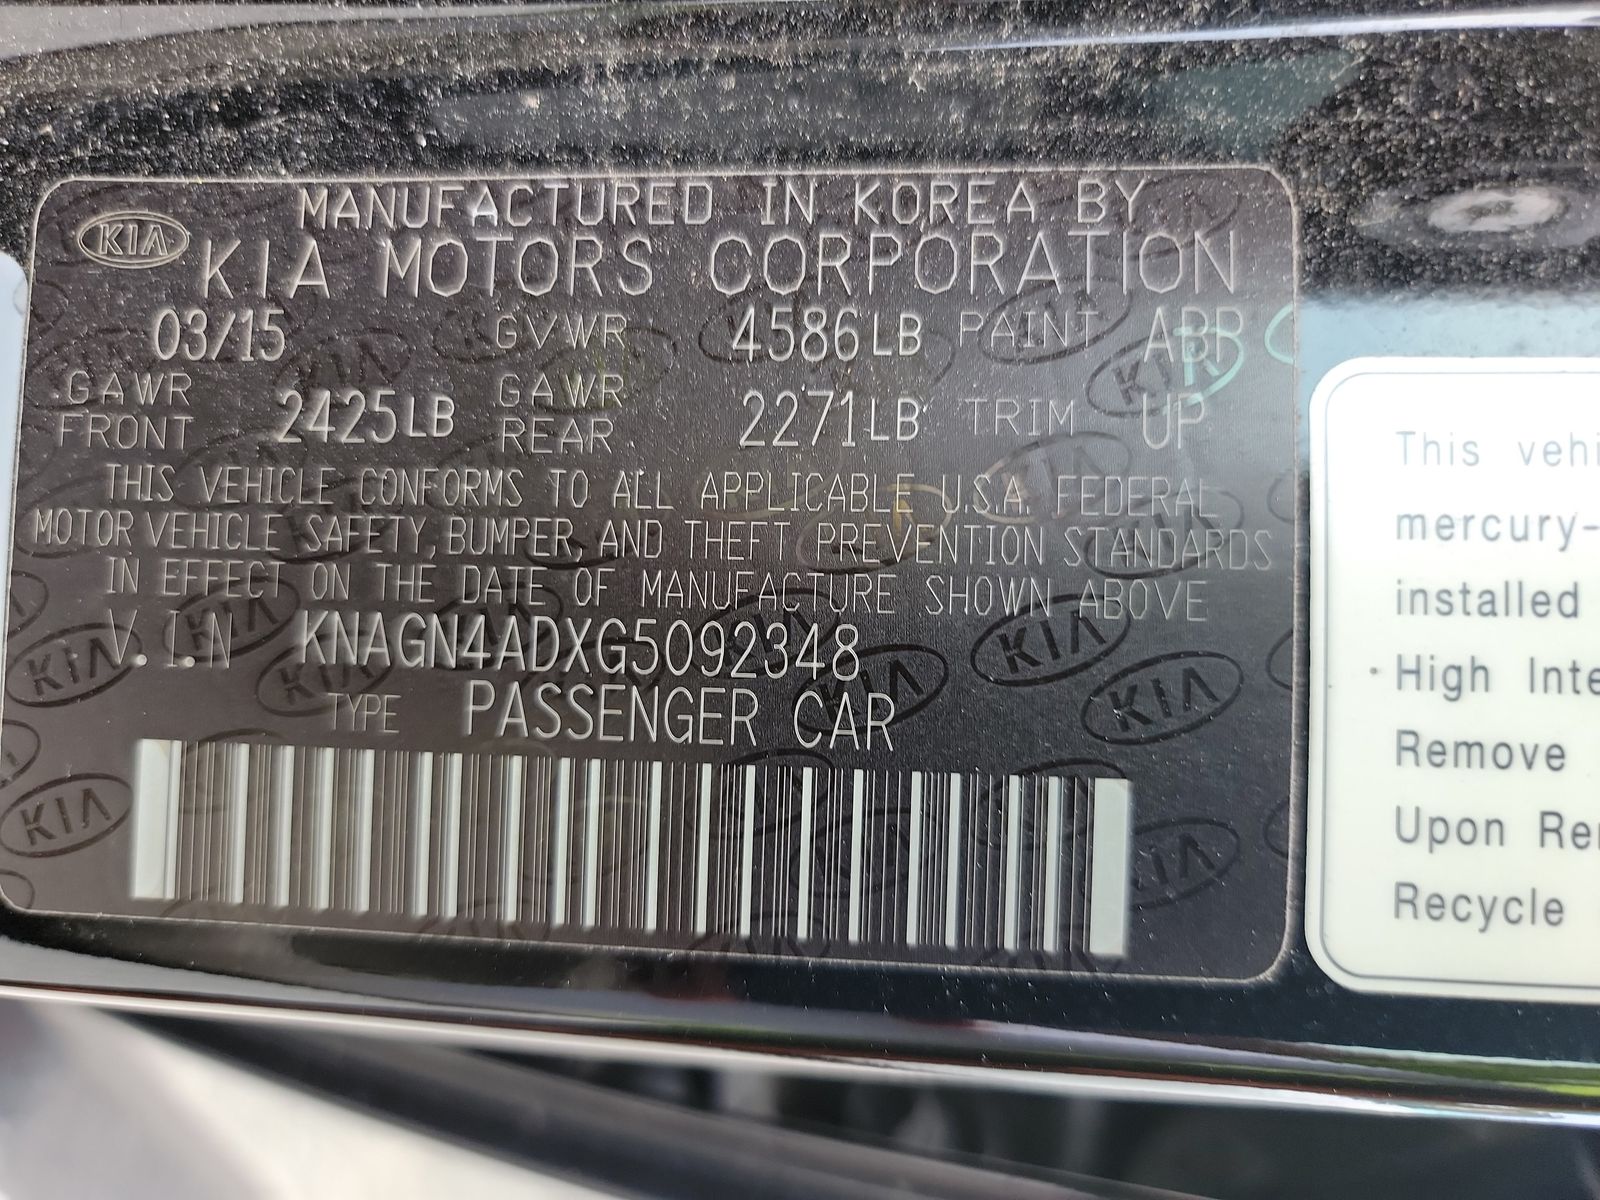 KIA
MANUFACTURED IN KOREA BY
KIA MOTORS CORPORATION
03/15 GVWR 4586LB PAINT ABP
GAWR FRONT 2425LB GAWR REAR 2271LB TRIM UP
THIS VEHICLE CONFORMS TO ALL APPLICABLE U.S.A. FEDERAL
MOTOR VEHICLE SAFETY, BUMPER, AND THEFT PREVENTION STANDARDS
IN EFFECT ON THE DATE OF MANUFACTURE SHOWN ABOVE
V.I.N KNAGN4ADXG5092348
TYPE PASSENGER CAR
This vehi
mercury-
installed
· High Inte
Remove
Upon Re
Recycle